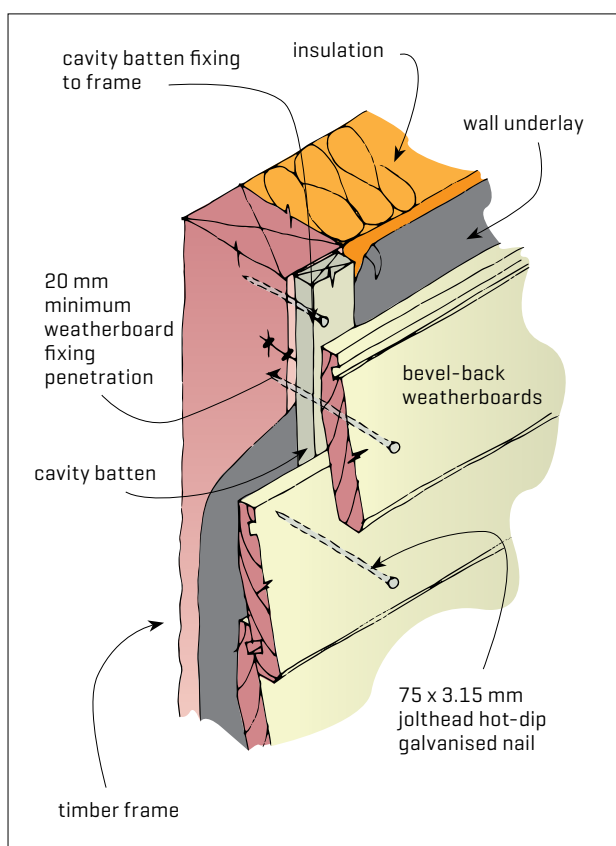 cavity batten fixing
to frame
insulation
wall underlay
20 mm
minimum
weatherboard
fixing
penetration
bevel-back
weatherboards
cavity batten
75 x 3.15 mm
jolthead hot-dip
galvanised nail
timber frame